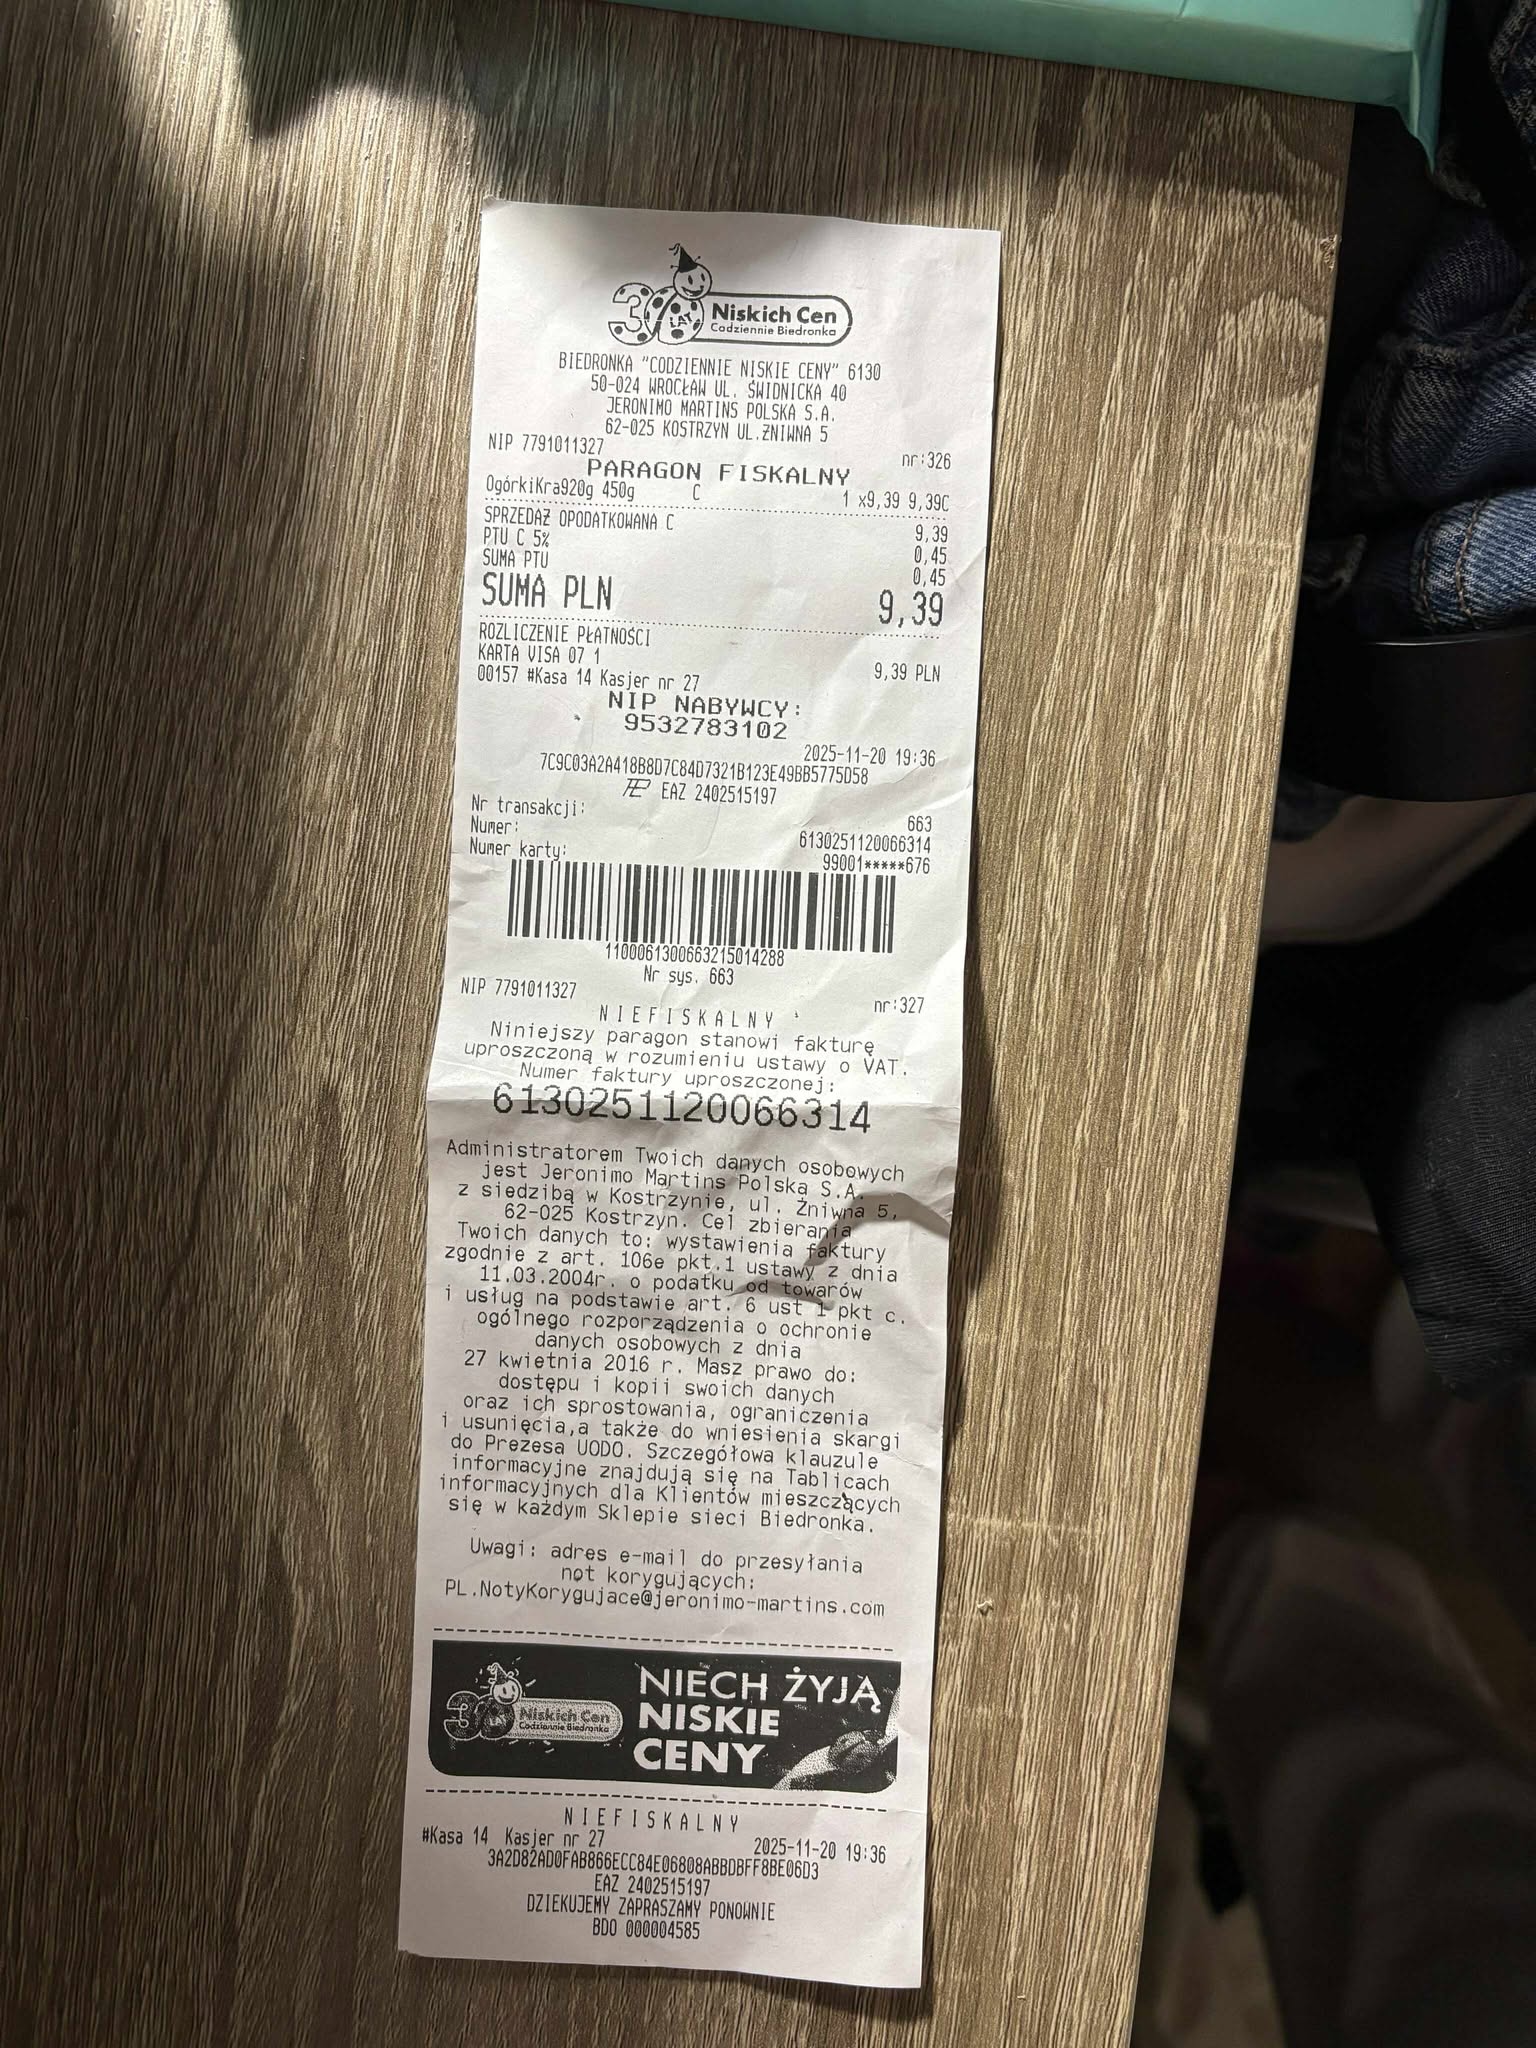 30 LAT Niskich Cen
Codziennie Biedronka
BIEDRONKA "CODZIENNIE NISKIE CENY" 6130
50-024 WROCŁAW UL. ŚWIDNICKA 40
JERONIMO MARTINS POLSKA S.A.
62-025 KOSTRZYN UL.ŻNIWNA 5
NIP 7791011327 nr:326
PARAGON FISKALNY
OgórkiKra920g 450g C 1 x9,39 9,39C
SPRZEDAŻ OPODATKOWANA C 9,39
PTU C 5% 0,45
SUMA PTU 0,45
SUMA PLN 9,39
ROZLICZENIE PŁATNOŚCI
KARTA VISA 07 1 9,39 PLN
00157 #Kasa 14 Kasjer nr 27
NIP NABYWCY:
9532783102
2025-11-20 19:36
7C9C03A2A418B8D7C84D7321B123E49BB5775D58
EAZ 2402515197
Nr transakcji: 663
Numer: 6130251120066314
Numer karty: 99001*****676
1100061300663215014288
Nr sys. 663
NIP 7791011327 nr:327
NIEFISKALNY
Niniejszy paragon stanowi fakturę
uproszczoną w rozumieniu ustawy o VAT.
Numer faktury uproszczonej:
6130251120066314
Administratorem Twoich danych osobowych
jest Jeronimo Martins Polska S.A.
z siedzibą w Kostrzynie, ul. Żniwna 5,
62-025 Kostrzyn. Cel zbierania
Twoich danych to: wystawienia faktury
zgodnie z art. 106e pkt.1 ustawy z dnia
11.03.2004r. o podatku od towarów
i usług na podstawie art. 6 ust 1 pkt c.
ogólnego rozporządzenia o ochronie
danych osobowych z dnia
27 kwietnia 2016 r. Masz prawo do:
dostępu i kopii swoich danych
oraz ich sprostowania, ograniczenia
i usunięcia,a także do wniesienia skargi
do Prezesa UODO. Szczegółowa klauzule
informacyjne znajdują się na Tablicach
informacyjnych dla Klientów mieszczących
się w każdym Sklepie sieci Biedronka.
Uwagi: adres e-mail do przesyłania
not korygujących:
PL.NotyKorygujace@jeronimo-martins.com
30 LAT Niskich Cen
Codziennie Biedronka
NIECH ŻYJĄ
NISKIE
CENY
NIEFISKALNY
#Kasa 14 Kasjer nr 27 2025-11-20 19:36
3A2D82AD0FAB866ECC84E06808ABBDBFF8BE06D3
EAZ 2402515197
DZIEKUJEMY ZAPRASZAMY PONOWNIE
BDO 000004585